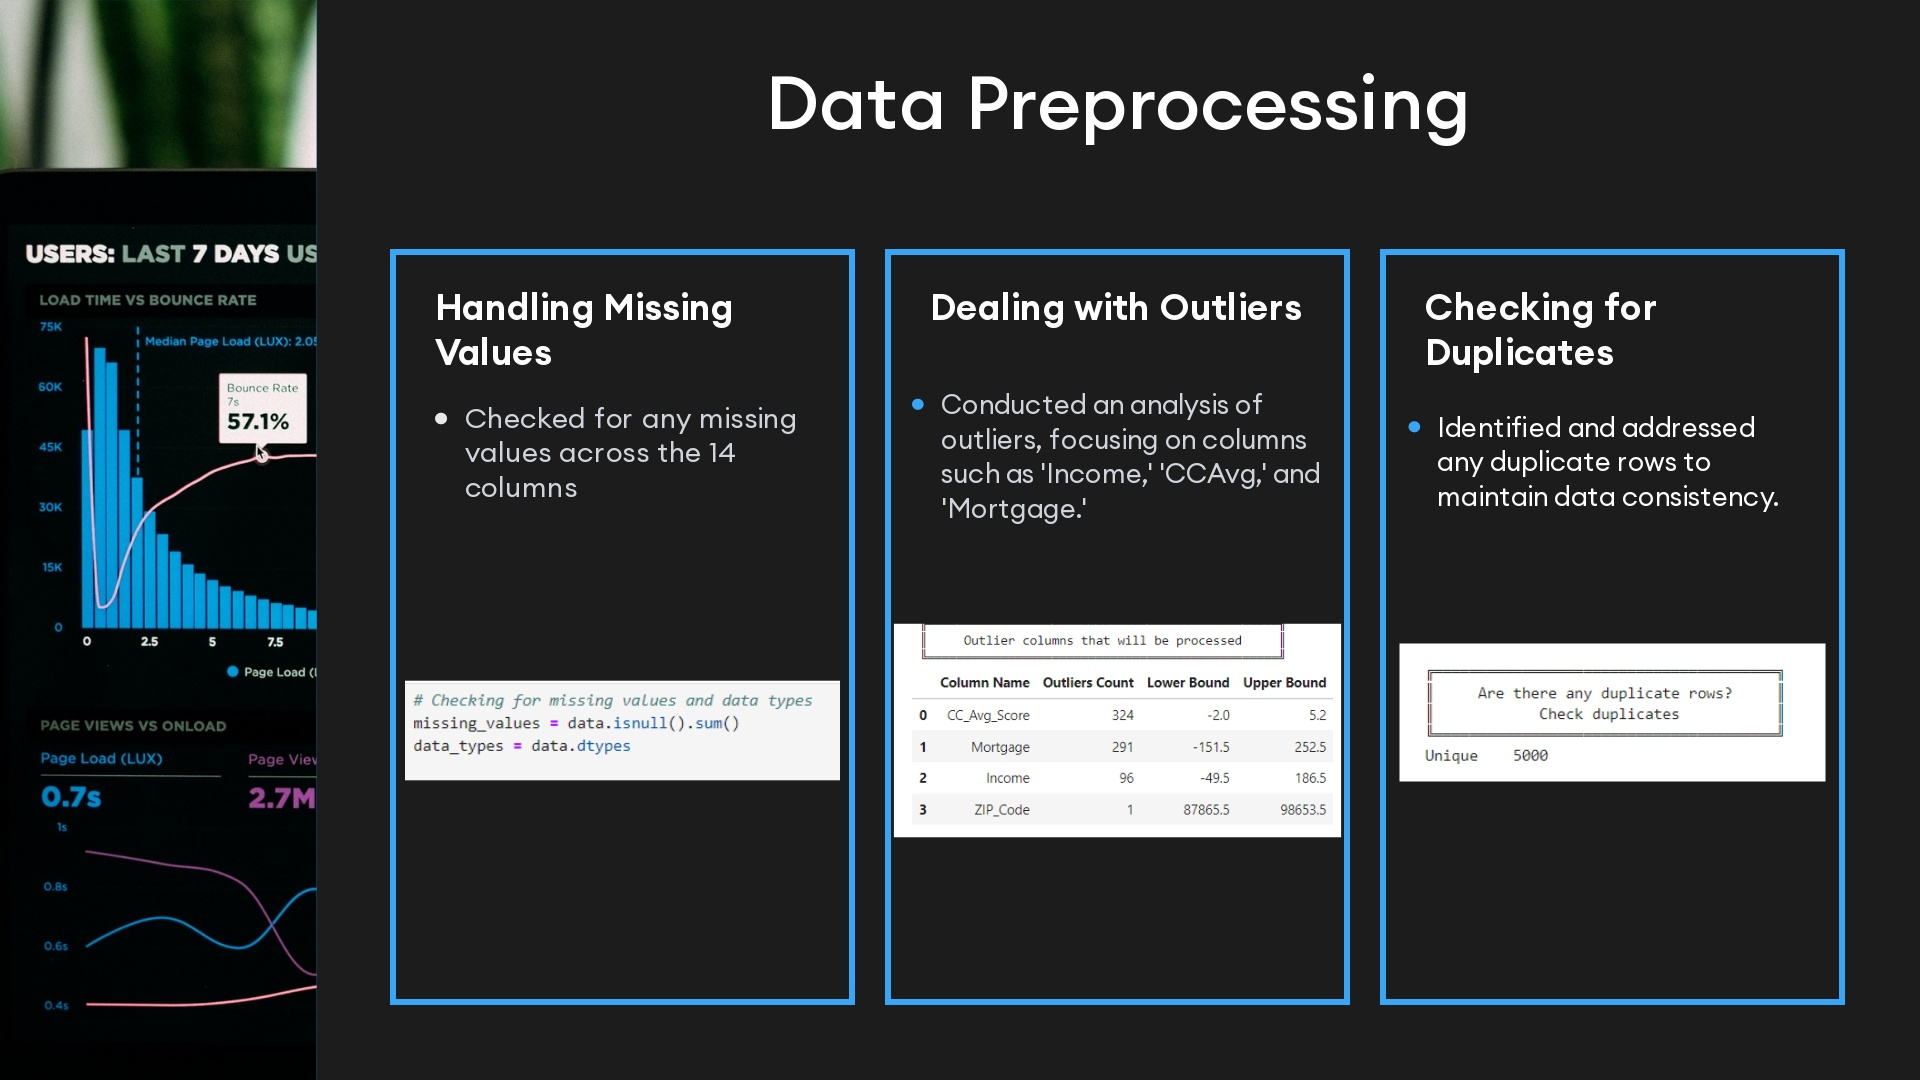 Data Preprocessing
USERS: LAST 7 DAYS US
LOAD TIME VS BOUNCE RATE
75K
Median Page Load (LUX): 2.05
60K
Bounce Rate
7s
57.1%
45K
30K
15K
0
0 2.5 5 7.5
Page Load (
PAGE VIEWS VS ONLOAD
Page Load (LUX) Page View
0.7s 2.7M
1s
0.8s
0.6s
0.4s
Handling Missing
Values
Checked for any missing
values across the 14
columns
# Checking for missing values and data types
missing_values = data.isnull().sum()
data_types = data.dtypes
Dealing with Outliers
Conducted an analysis of
outliers, focusing on columns
such as 'Income,' 'CCAvg,' and
'Mortgage.'
Outlier columns that will be processed
Column Name Outliers Count Lower Bound Upper Bound
0 CC_Avg_Score 324 -2.0 5.2
1 Mortgage 291 -151.5 252.5
2 Income 96 -49.5 186.5
3 ZIP_Code 1 87865.5 98653.5
Checking for
Duplicates
Identified and addressed
any duplicate rows to
maintain data consistency.
Are there any duplicate rows?
Check duplicates
Unique 5000